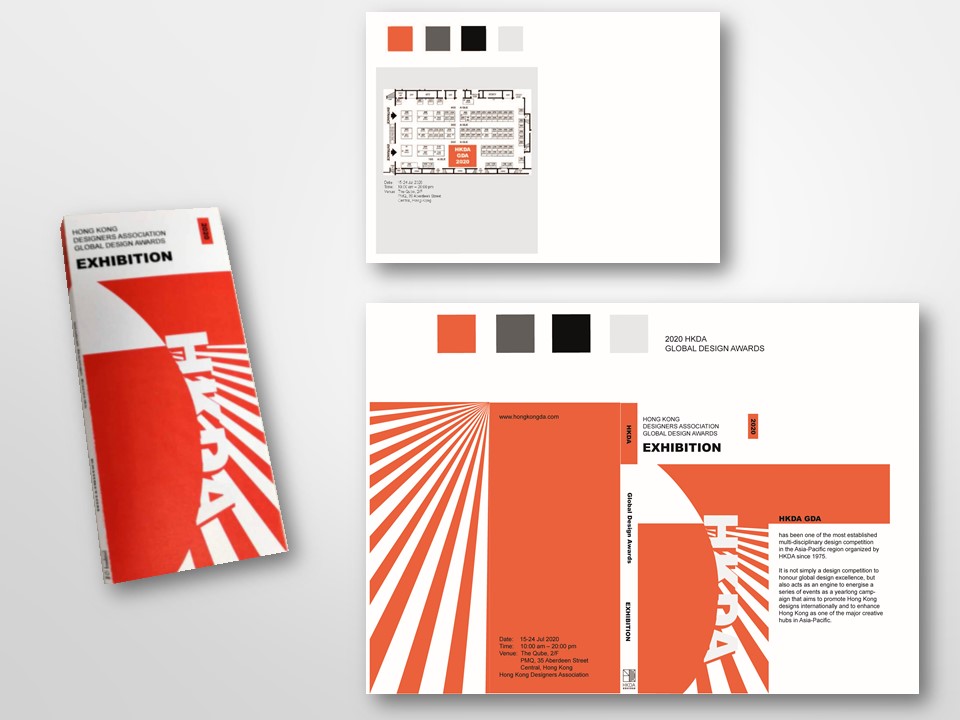 HONG KONG
DESIGNERS ASSOCIATION
GLOBAL DESIGN AWARDS
2020
EXHIBITION
HKDA
HKDA
GDA
2020
Date: 15-24 Jul 2020
Time: 10:00 am – 20:00 pm
Venue: The Qube, 2/F
PMQ, 35 Aberdeen Street
Central, Hong Kong
2020 HKDA
GLOBAL DESIGN AWARDS
www.hongkongda.com
Date: 15-24 Jul 2020
Time: 10:00 am – 20:00 pm
Venue: The Qube, 2/F
PMQ, 35 Aberdeen Street
Central, Hong Kong
Hong Kong Designers Association
HKDA
Global Design Awards
EXHIBITION
HKDA
HONG KONG
DESIGNERS ASSOCIATION
GLOBAL DESIGN AWARDS
2020
EXHIBITION
HKDA
HKDA GDA
has been one of the most established
multi-disciplinary design competition
in the Asia-Pacific region organized by
HKDA since 1975.
It is not simply a design competition to
honour global design excellence, but
also acts as an engine to energise a
series of events as a yearlong camp-
aign that aims to promote Hong Kong
designs internationally and to enhance
Hong Kong as one of the major creative
hubs in Asia-Pacific.